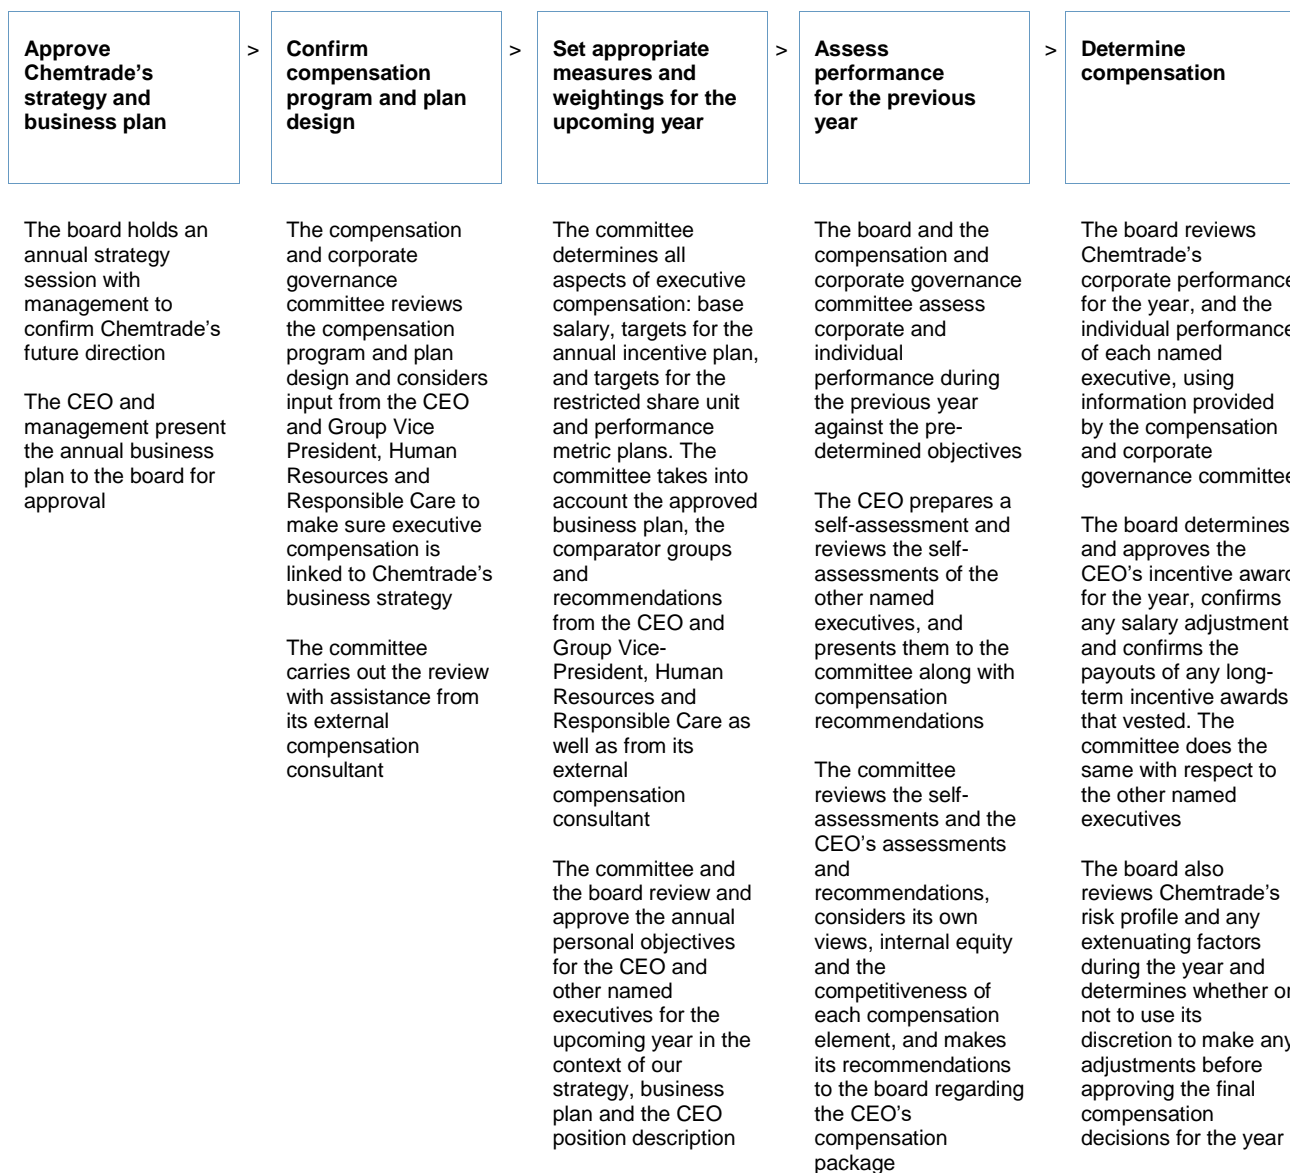 Approve
Chemtrade's
strategy and
business plan
>
Confirm
compensation
program and plan
design
>
Set appropriate
measures and
weightings for the
upcoming year
>
Assess
performance
for the previous
year
>
Determine
compensation
The board holds an
annual strategy
session with
management to
confirm Chemtrade's
future direction
The CEO and
management present
the annual business
plan to the board for
approval
The compensation
and corporate
governance
committee reviews
the compensation
program and plan
design and considers
input from the CEO
and Group Vice
President, Human
Resources and
Responsible Care to
make sure executive
compensation is
linked to Chemtrade's
business strategy
The committee
carries out the review
with assistance from
its external
compensation
consultant
The committee
determines all
aspects of executive
compensation: base
salary, targets for the
annual incentive plan,
and targets for the
restricted share unit
and performance
metric plans. The
committee takes into
account the approved
business plan, the
comparator groups
and
recommendations
from the CEO and
Group Vice-
President, Human
Resources and
Responsible Care as
well as from its
external
compensation
consultant
The committee and
the board review and
approve the annual
personal objectives
for the CEO and
other named
executives for the
upcoming year in the
context of our
strategy, business
plan and the CEO
position description
The board and the
compensation and
corporate governance
committee assess
corporate and
individual
performance during
the previous year
against the pre-
determined objectives
The CEO prepares a
self-assessment and
reviews the self-
assessments of the
other named
executives, and
presents them to the
committee along with
compensation
recommendations
The committee
reviews the self-
assessments and the
CEO's assessments
and
recommendations,
considers its own
views, internal equity
and the
competitiveness of
each compensation
element, and makes
its recommendations
to the board regarding
the CEO's
compensation
package
The board reviews
Chemtrade's
corporate performance
for the year, and the
individual performance
of each named
executive, using
information provided
by the compensation
and corporate
governance committee
The board determines
and approves the
CEO's incentive award
for the year, confirms
any salary adjustment
and confirms the
payouts of any long-
term incentive awards
that vested. The
committee does the
same with respect to
the other named
executives
The board also
reviews Chemtrade's
risk profile and any
extenuating factors
during the year and
determines whether or
not to use its
discretion to make any
adjustments before
approving the final
compensation
decisions for the year